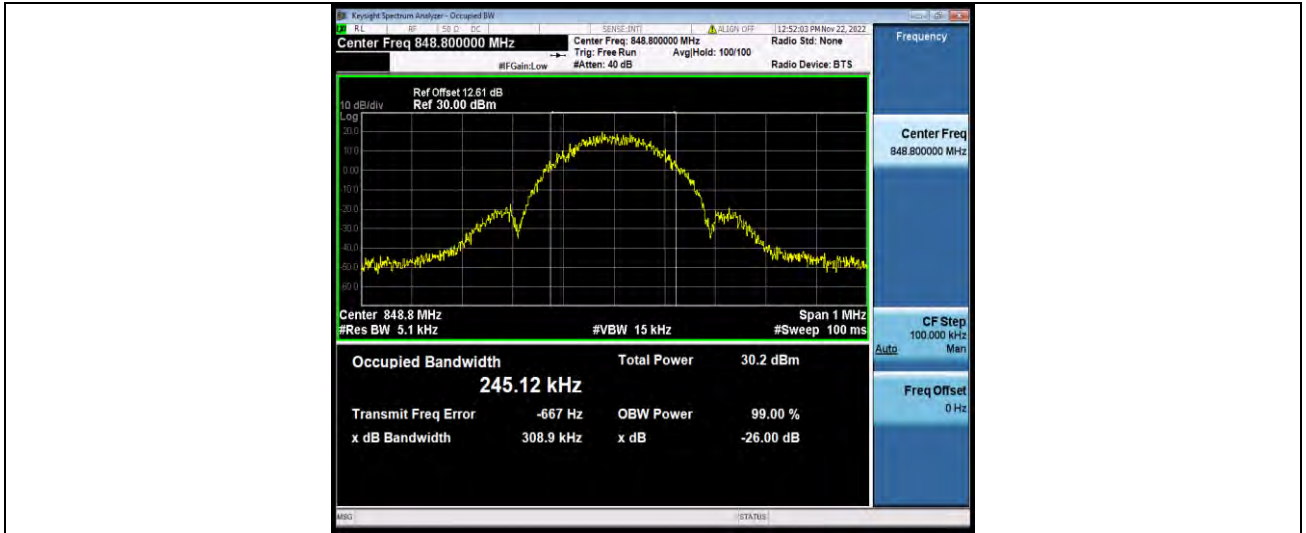 Keysight Spectrum Analyzer - Occupied BW
RL RF 50 Ω DC SENSE:INT ALIGN OFF 12:52:03 PM Nov 22, 2022
Center Freq 848.800000 MHz
Center Freq: 848.800000 MHz Radio Std: None
Trig: Free Run Avg|Hold: 100/100
#IFGain:Low #Atten: 40 dB Radio Device: BTS
Ref Offset 12.61 dB
10 dB/div Ref 30.00 dBm
Log
20.0
10.0
0.00
-10.0
-20.0
-30.0
-40.0
-50.0
-60.0
Center 848.8 MHz Span 1 MHz
#Res BW 5.1 kHz #VBW 15 kHz #Sweep 100 ms
Occupied Bandwidth Total Power 30.2 dBm
245.12 kHz
Transmit Freq Error -667 Hz OBW Power 99.00 %
x dB Bandwidth 308.9 kHz x dB -26.00 dB
MSG STATUS
Frequency
Center Freq
848.800000 MHz
CF Step
100.000 kHz
Auto Man
Freq Offset
0 Hz